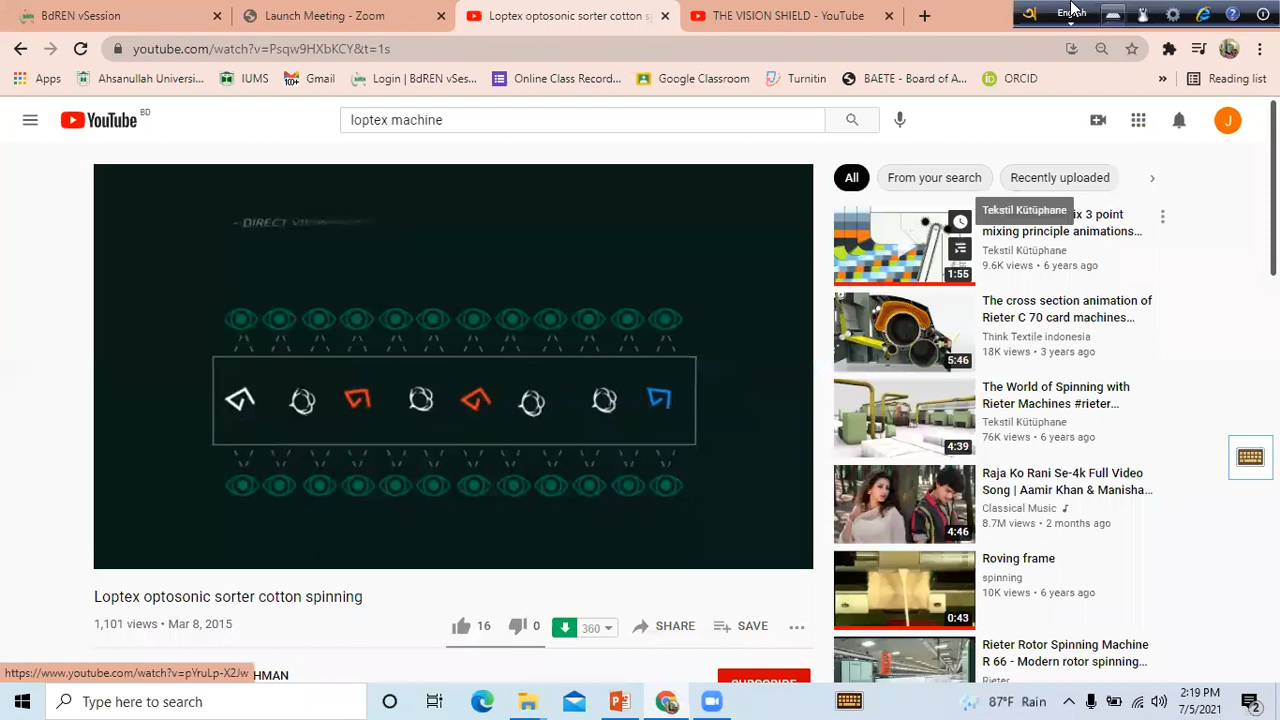 BdREN vSession
Launch Meeting - Zoom
Loptex optosonic sorter cotton s
THE VISION SHIELD - YouTube
English
youtube.com/watch?v=Psqw9HXbKCY&t=1s
Apps
Ahsanullah Universi...
IUMS
Gmail
Login | BdREN vSes...
Online Class Record...
Google Classroom
Turnitin
BAETE - Board of A...
ORCID
Reading list
YouTube BD
loptex machine
J
DIRECT
All
From your search
Recently uploaded
Tekstil Kütüphane
ix 3 point
mixing principle animations...
Tekstil Kütüphane
9.6K views • 6 years ago
1:55
The cross section animation of
Rieter C 70 card machines...
Think Textile indonesia
18K views • 3 years ago
5:46
The World of Spinning with
Rieter Machines #rieter...
Tekstil Kütüphane
76K views • 6 years ago
4:39
Raja Ko Rani Se-4k Full Video
Song | Aamir Khan & Manisha...
Classical Music
8.7M views • 2 months ago
4:46
Roving frame
spinning
10K views • 6 years ago
0:43
Rieter Rotor Spinning Machine
R 66 - Modern rotor spinning...
Rieter
Loptex optosonic sorter cotton spinning
1,101 views • Mar 8, 2015
16
0
360
SHARE
SAVE
HMAN
SUBSCRIBE
Type here to search
87°F Rain
2:19 PM
7/5/2021
2